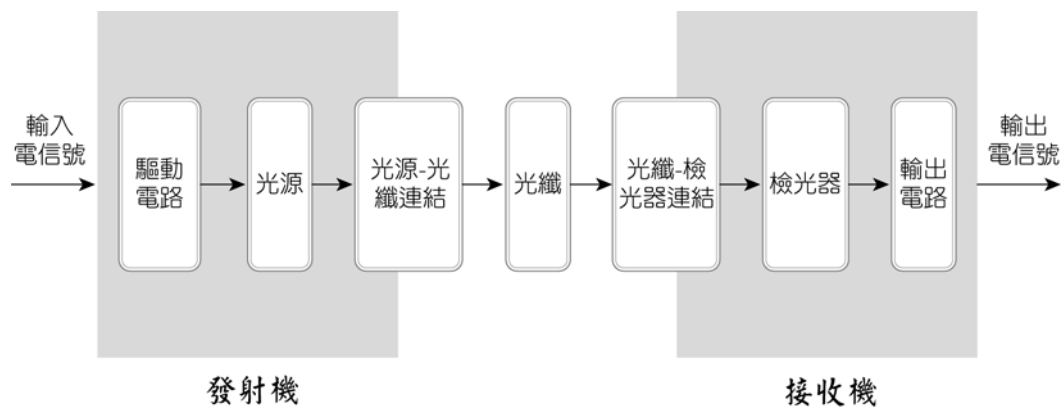 輸入
電信號
驅動
電路
光源
光源-光
纖連結
光纖
光纖-檢
光器連結
檢光器
輸出
電路
輸出
電信號
發射機
接收機